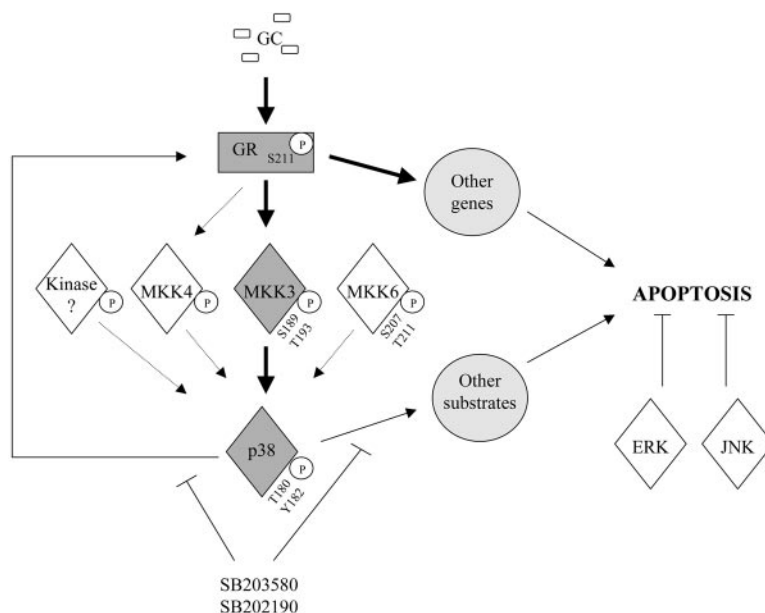 GC
GR
S211
P
Other
genes
Kinase
?
P
MKK4
P
MKK3
P
S189
T193
MKK6
P
S207
T211
APOPTOSIS
Other
substrates
p38
P
T180
Y182
ERK
JNK
SB203580
SB202190